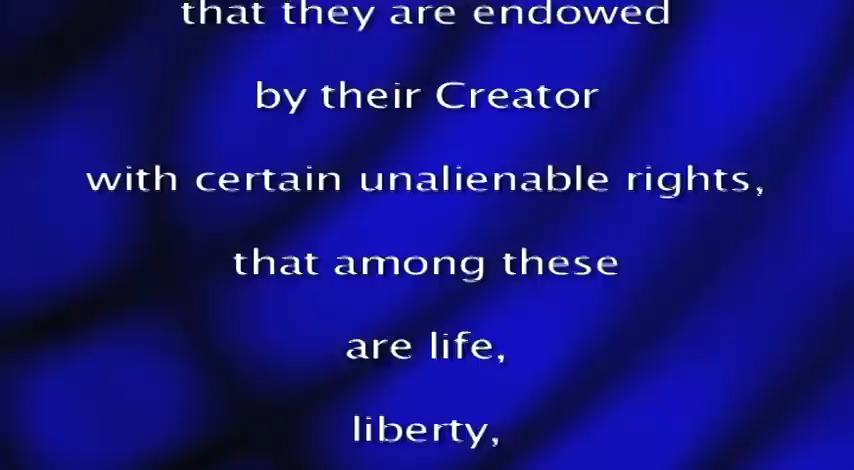 that they are endowed
by their Creator
with certain unalienable rights,
that among these
are life,
liberty,